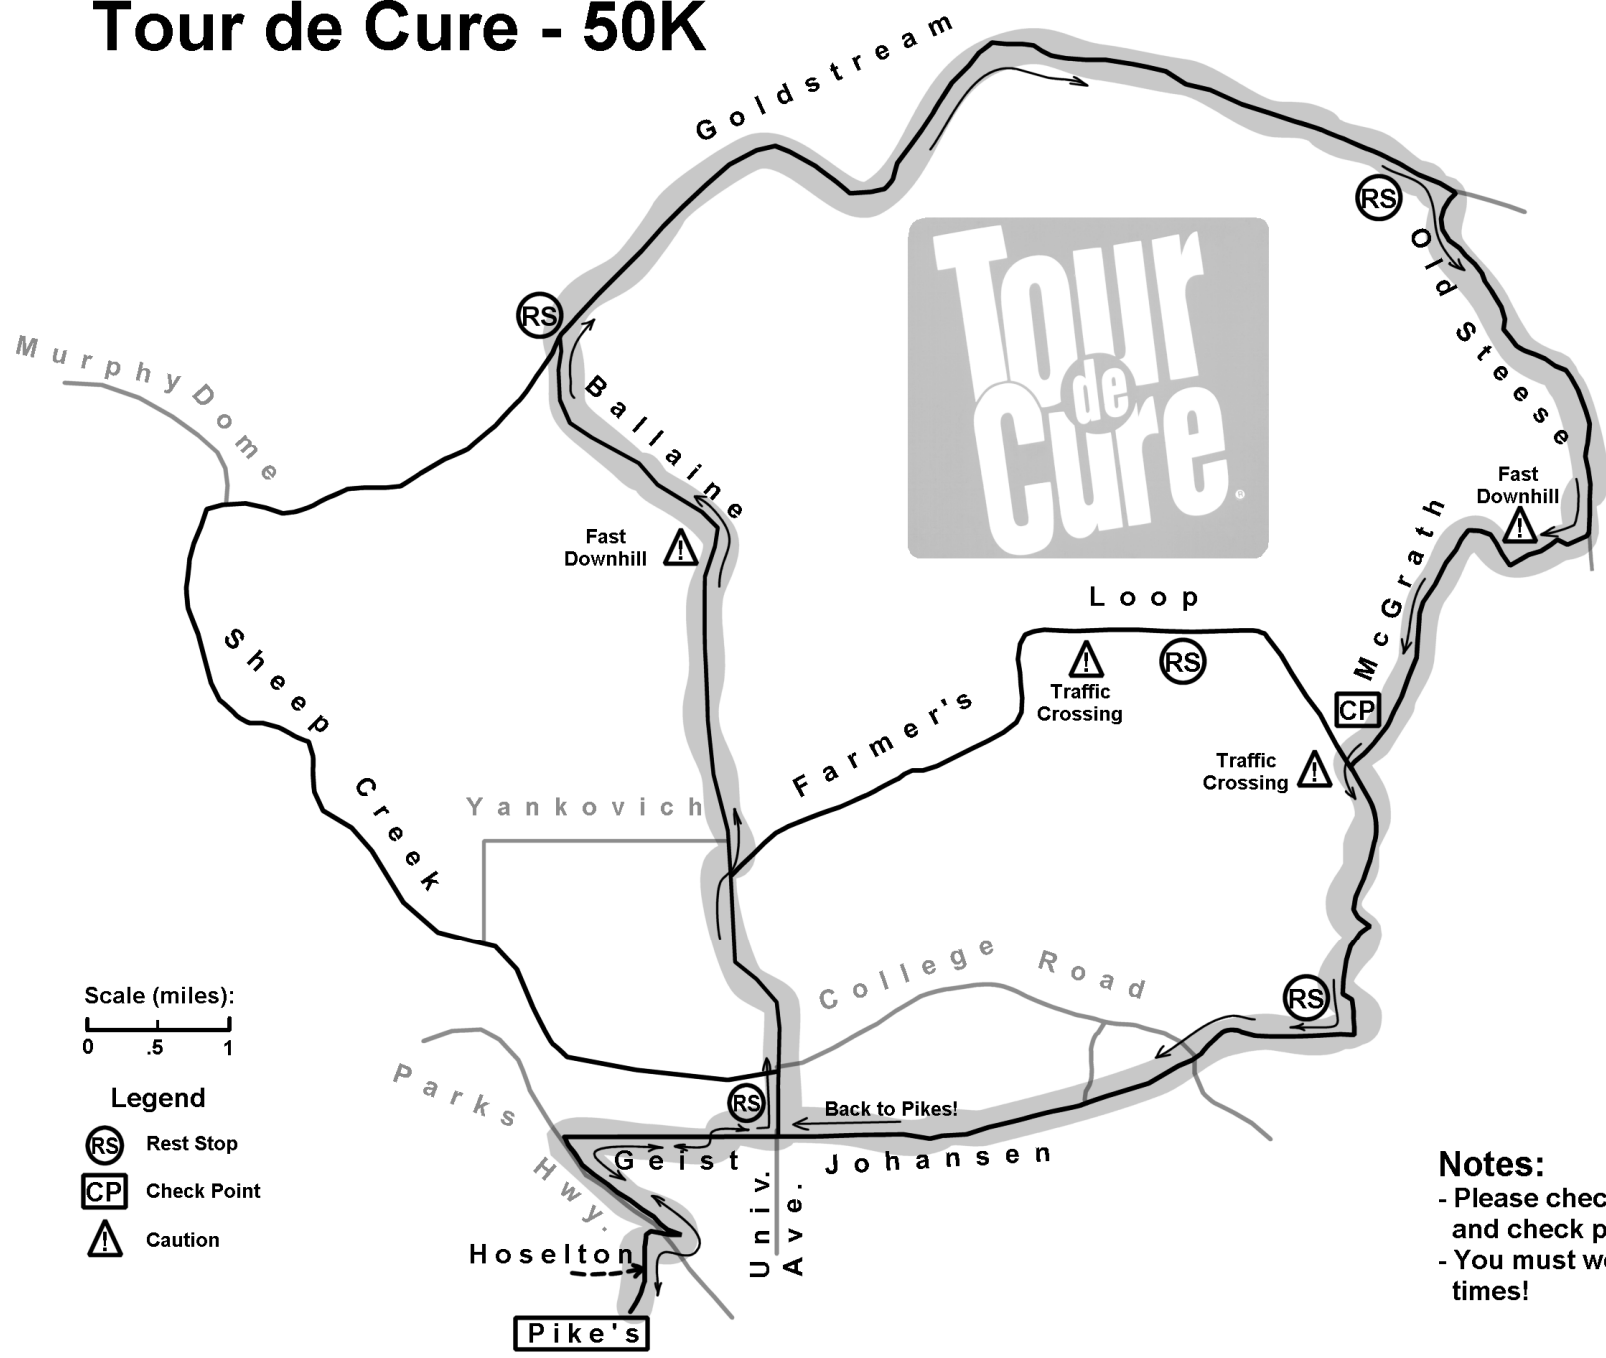 Tour de Cure - 50K
Goldstream
RS
Old Steese
RS
Murphy Dome
Ballaine
Tour
de
Cure
®
Fast
Downhill
Fast
Downhill
McGrath
Loop
RS
Traffic
Crossing
CP
Sheep Creek
Farmer's
Traffic
Crossing
Yankovich
College Road
RS
Scale (miles):
0 .5 1
Parks Hwy.
Legend
RS Rest Stop
CP Check Point
Caution
RS
Back to Pikes!
Geist
Johansen
Univ.
Ave.
Hoselton
Pike's
Notes:
- Please chec
and check p
- You must w
times!